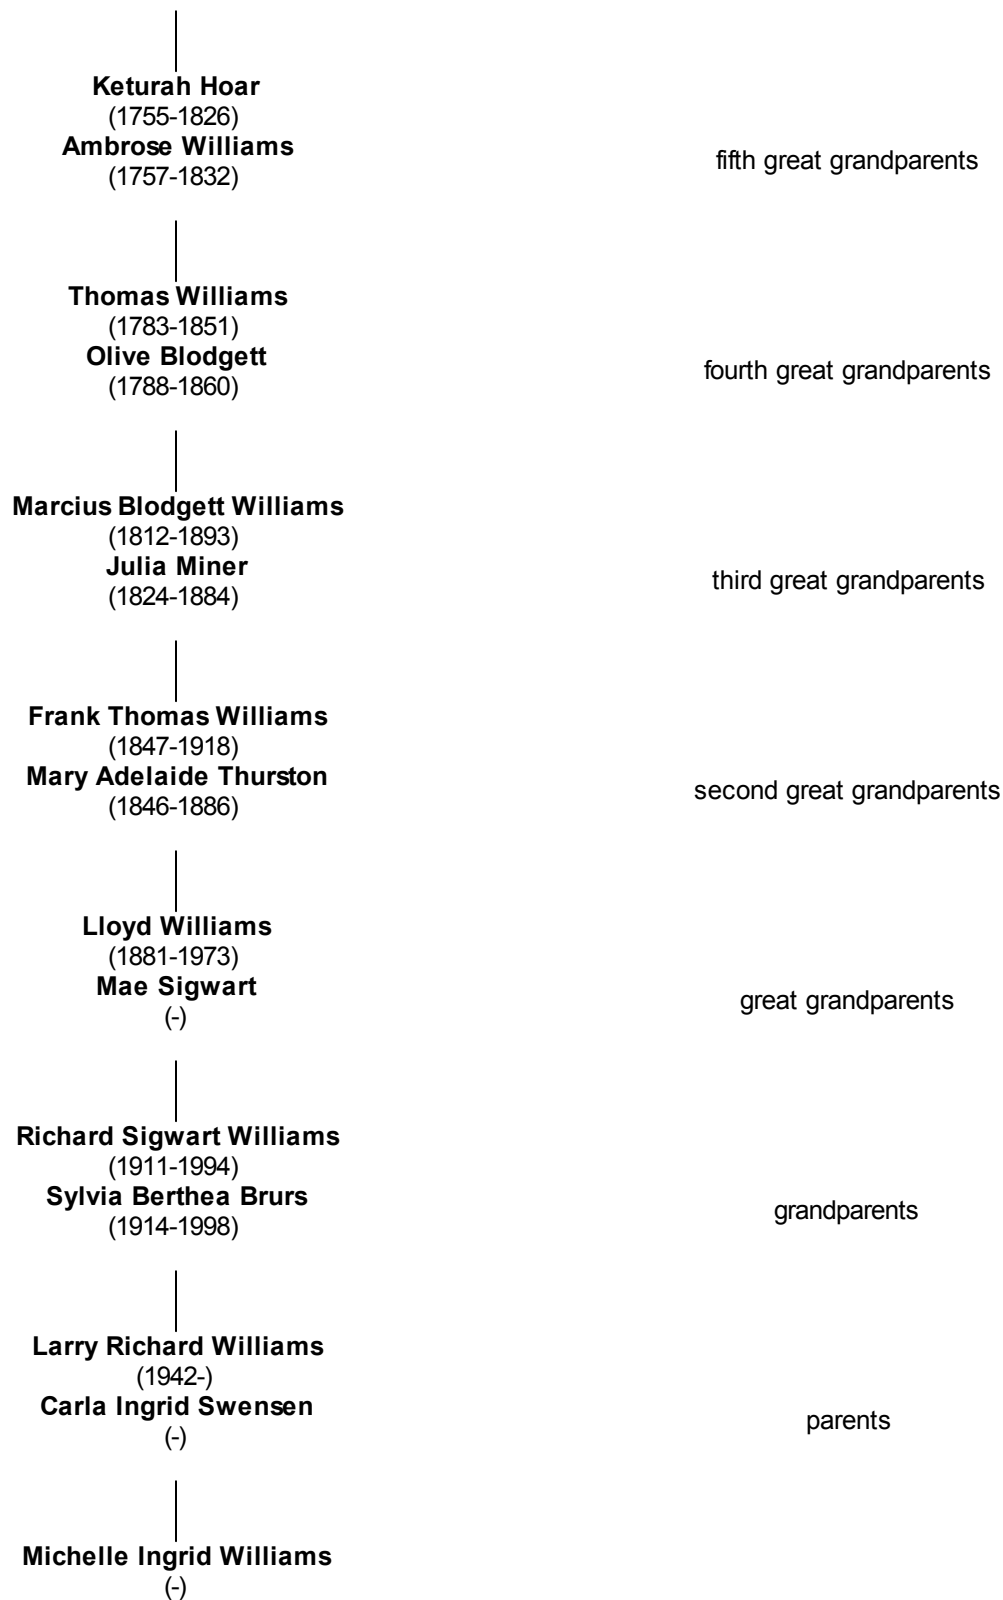 Keturah Hoar
(1755-1826)
Ambrose Williams
(1757-1832)
fifth great grandparents
Thomas Williams
(1783-1851)
Olive Blodgett
(1788-1860)
fourth great grandparents
Marcius Blodgett Williams
(1812-1893)
Julia Miner
(1824-1884)
third great grandparents
Frank Thomas Williams
(1847-1918)
Mary Adelaide Thurston
(1846-1886)
second great grandparents
Lloyd Williams
(1881-1973)
Mae Sigwart
(-)
great grandparents
Richard Sigwart Williams
(1911-1994)
Sylvia Berthea Brurs
(1914-1998)
grandparents
Larry Richard Williams
(1942-)
Carla Ingrid Swensen
(-)
parents
Michelle Ingrid Williams
(-)